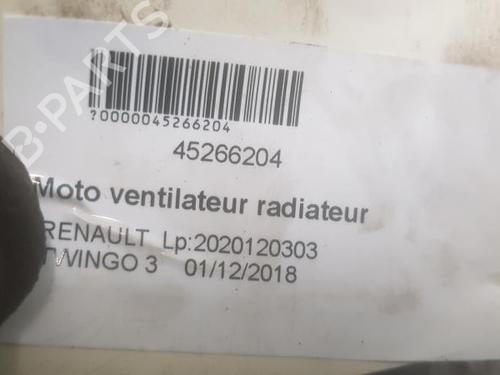 ?0000045266204
45266204
Moto ventilateur radiateur
RENAULT Lp:2020120303
TWINGO 3 01/12/2018
B-PARTS